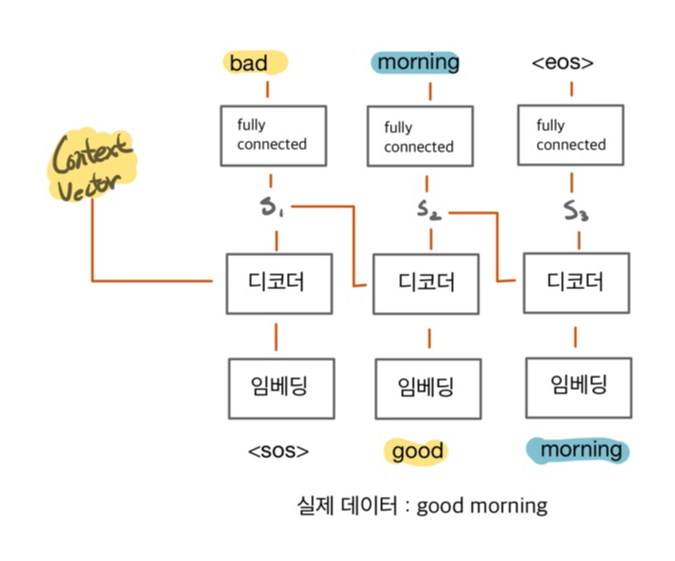 bad morning <eos>
fully
connected
fully
connected
fully
connected
Context
Vector
S₁ S₂ S₃
디코더 디코더 디코더
임베딩 임베딩 임베딩
<sos> good morning
실제 데이터 : good morning